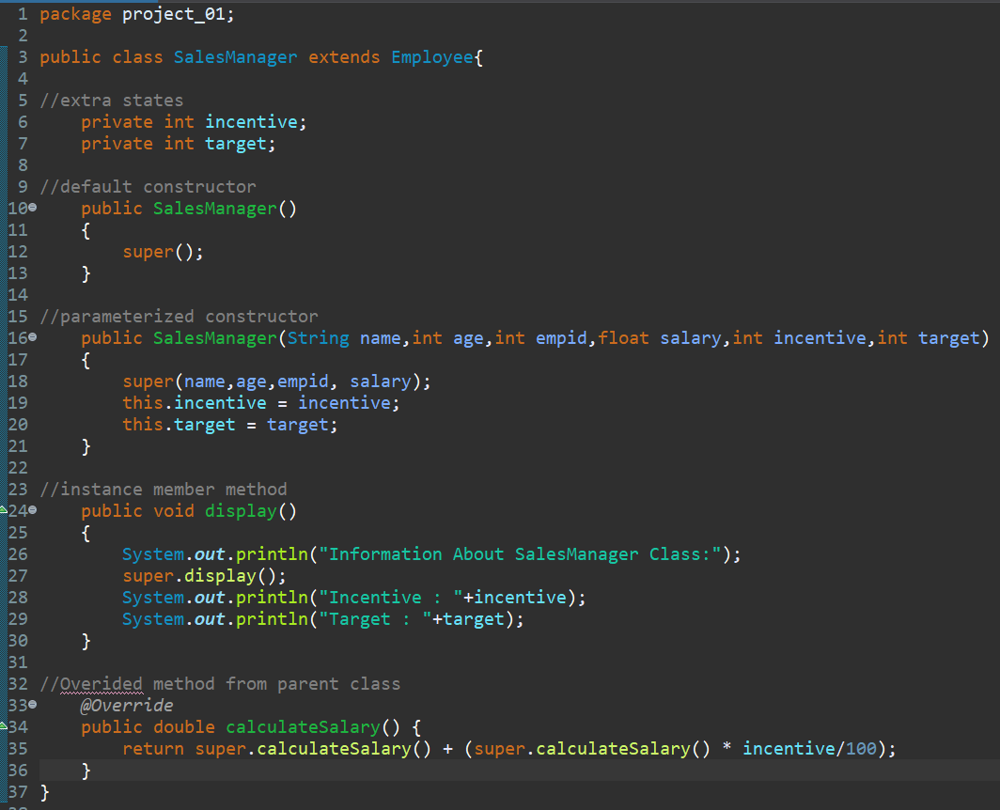 1 package project_01;
2
3 public class SalesManager extends Employee{
4
5 //extra states
6     private int incentive;
7     private int target;
8
9 //default constructor
10     public SalesManager()
11     {
12         super();
13     }
14
15 //parameterized constructor
16     public SalesManager(String name,int age,int empid,float salary,int incentive,int target)
17     {
18         super(name,age,empid, salary);
19         this.incentive = incentive;
20         this.target = target;
21     }
22
23 //instance member method
24     public void display()
25     {
26         System.out.println("Information About SalesManager Class:");
27         super.display();
28         System.out.println("Incentive : "+incentive);
29         System.out.println("Target : "+target);
30     }
31
32 //Overided method from parent class
33     @Override
34     public double calculateSalary() {
35         return super.calculateSalary() + (super.calculateSalary() * incentive/100);
36     }
37 }